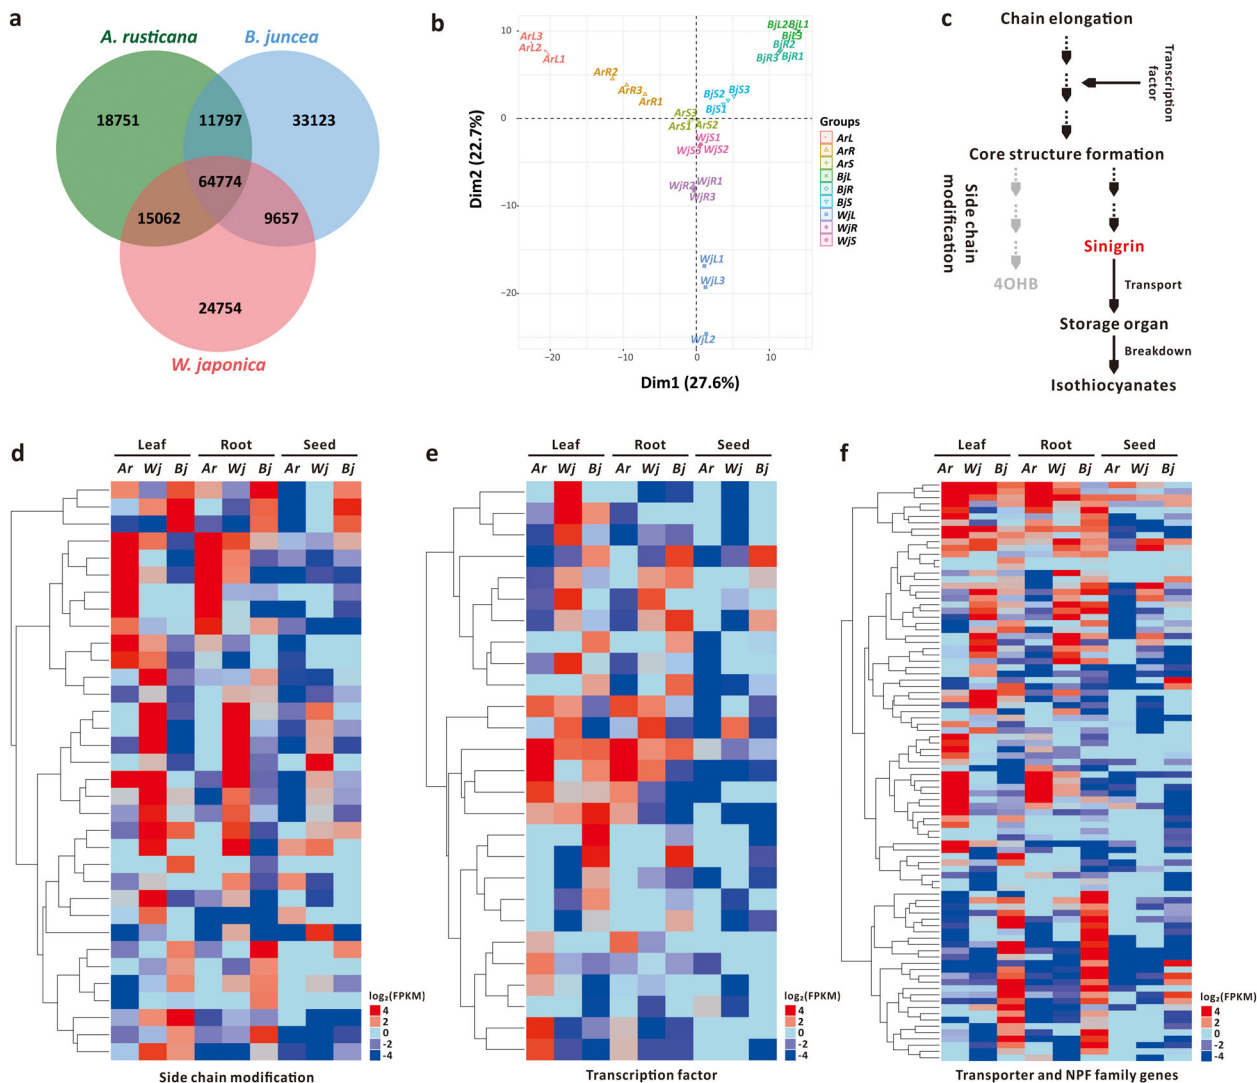 a
A. rusticana
B. juncea
18751
11797
33123
64774
15062
9657
24754
W. japonica
b
Dim2 (22.7%)
10
0
−10
−20
−20
−10
0
10
Dim1 (27.6%)
ArL3
ArL2
ArL1
ArR2
ArR3
ArR1
ArS3
ArS1
ArS2
BjL2
BjL1
BjL3
BjR2
BjR3
BjR1
BjS2
BjS3
BjS1
WjS1
WjS3
WjS2
WjR2
WjR1
WjR3
WjL1
WjL3
WjL2
Groups
ArL
ArR
ArS
BjL
BjR
BjS
WjL
WjR
WjS
c
Chain elongation
Transcription
factor
Core structure formation
Side chain
modification
4OHB
Sinigrin
Transport
Storage organ
Breakdown
Isothiocyanates
d
Leaf Root Seed
Ar Wj Bj Ar Wj Bj Ar Wj Bj
log₂(FPKM)
4
2
0
-2
-4
Side chain modification
e
Leaf Root Seed
Ar Wj Bj Ar Wj Bj Ar Wj Bj
log₂(FPKM)
4
2
0
-2
-4
Transcription factor
f
Leaf Root Seed
Ar Wj Bj Ar Wj Bj Ar Wj Bj
log₂(FPKM)
4
2
0
-2
-4
Transporter and NPF family genes